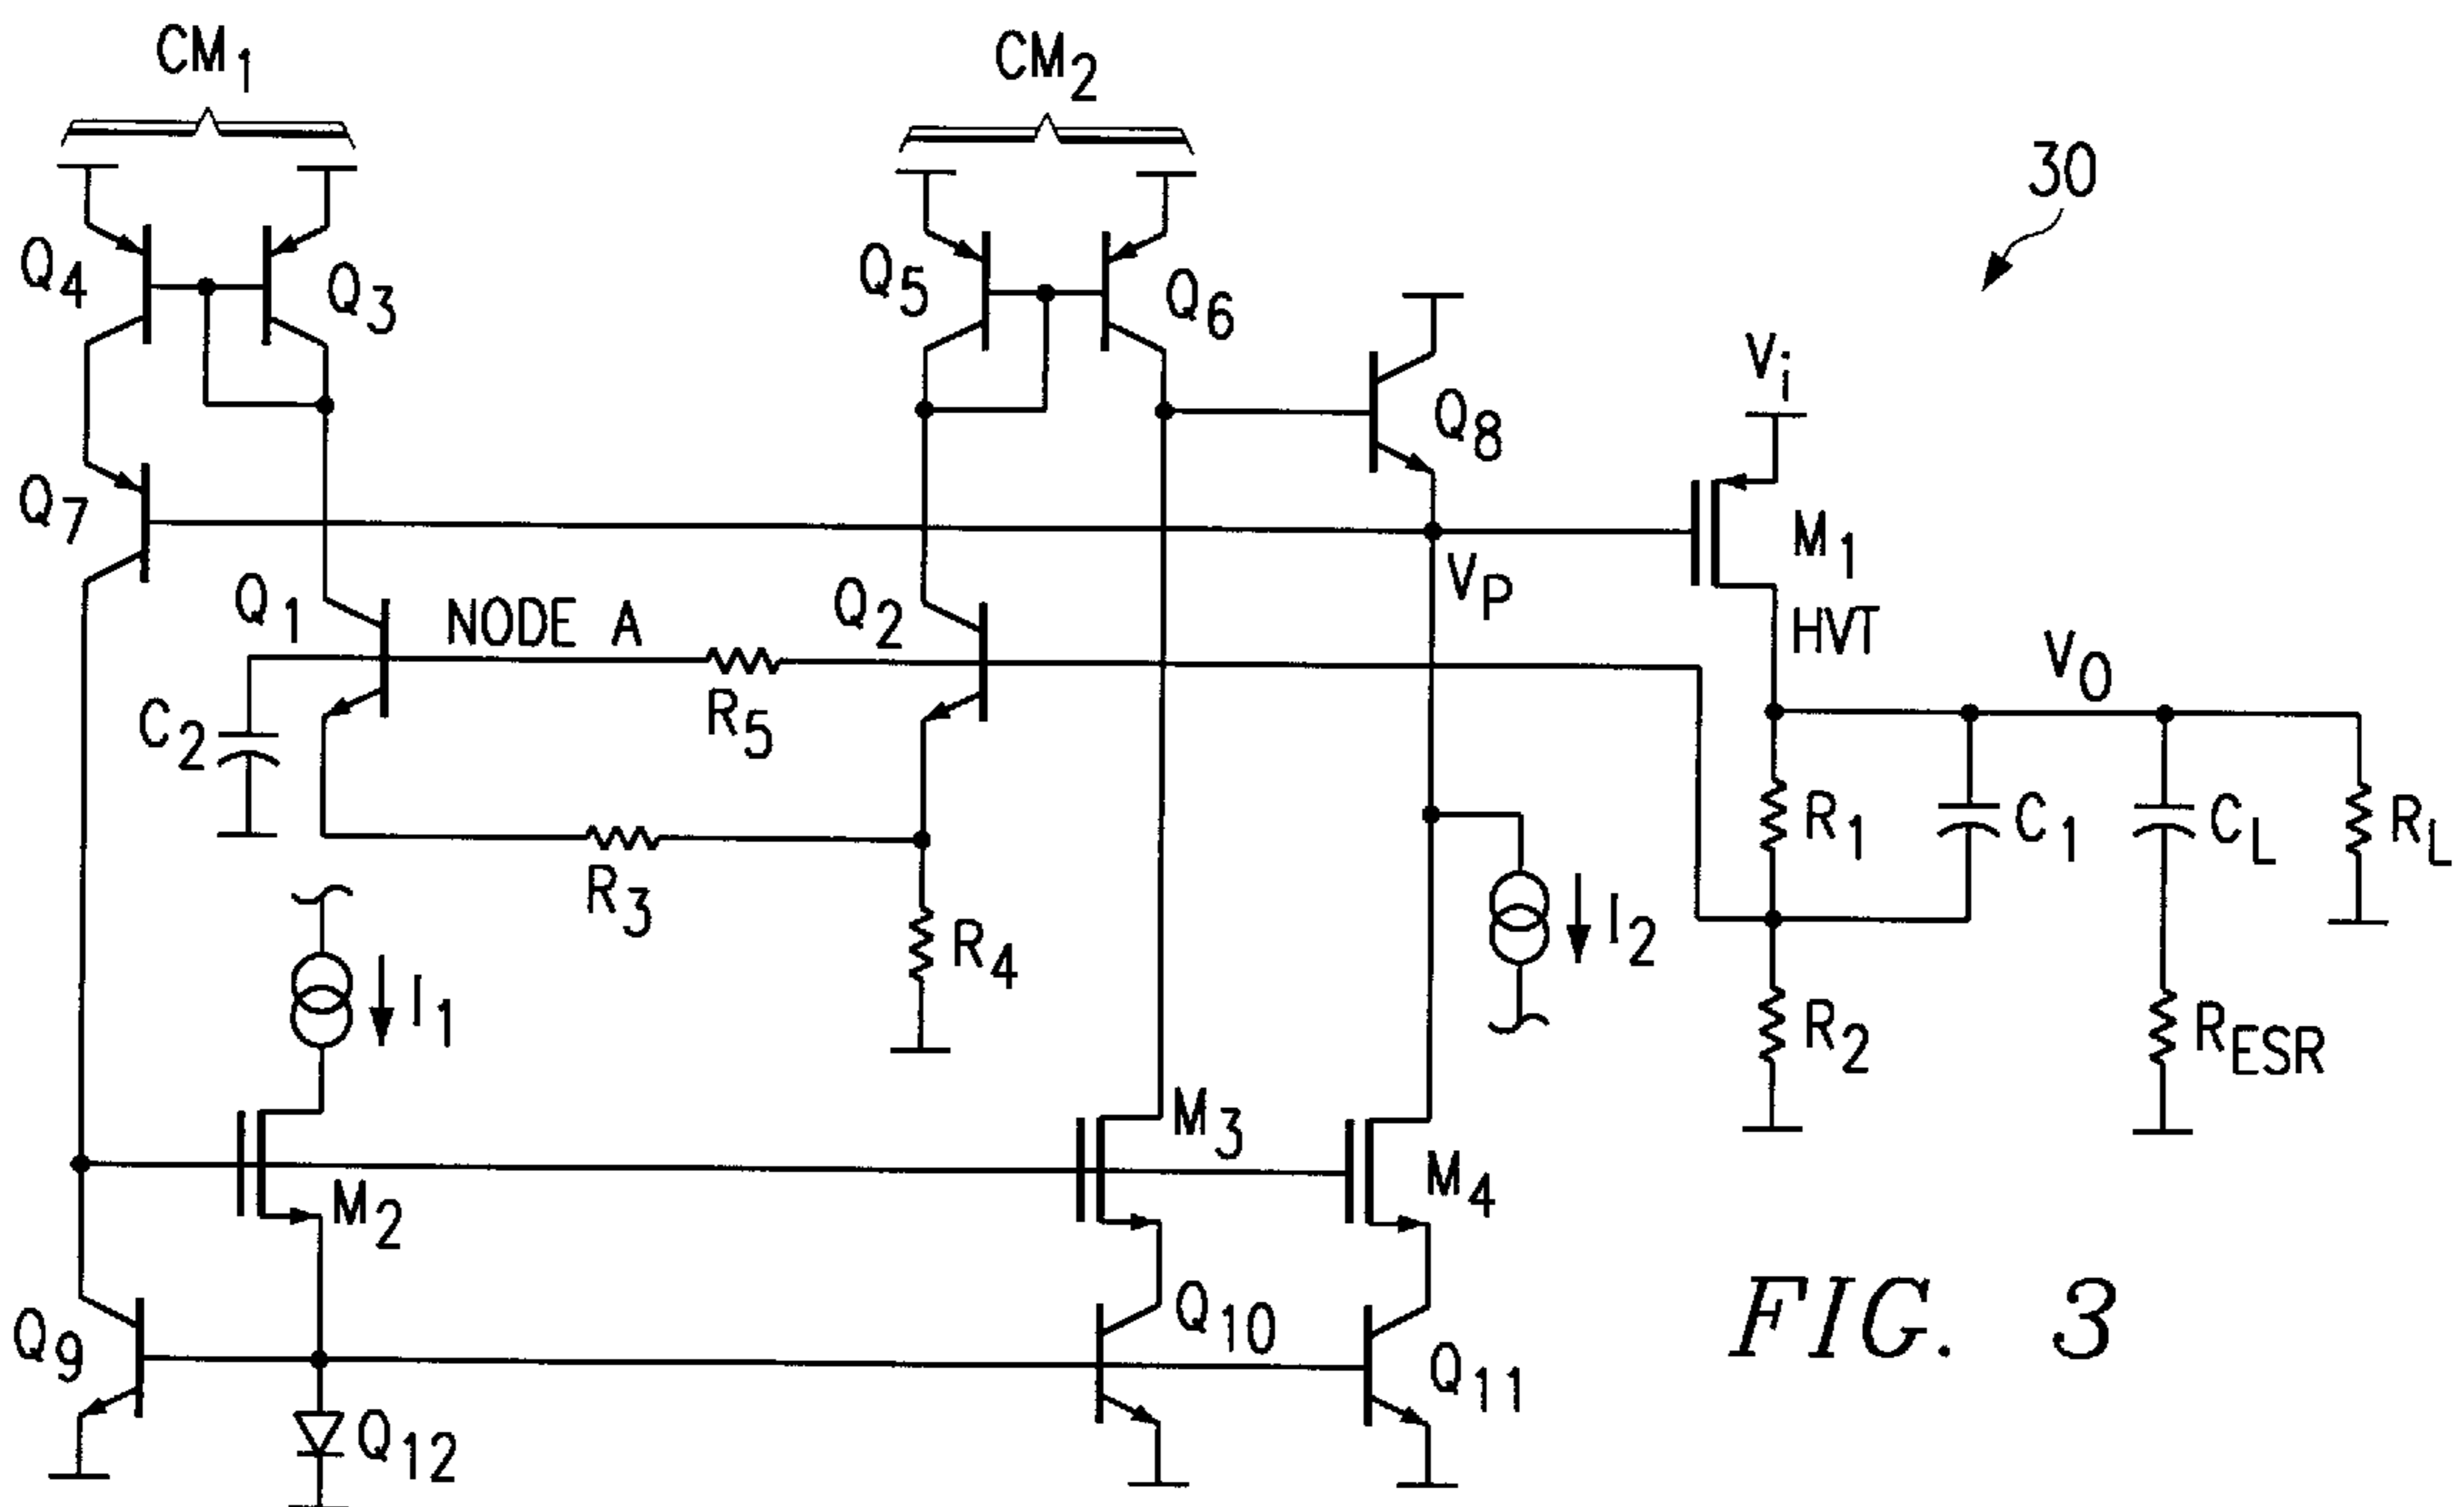 CM1
CM2
30
Q4
Q3
Q5
Q6
Q8
Vi
Q7
M1
HVT
VP
Q1
NODE A
Q2
R5
VO
C2
R1
C1
CL
RL
R3
R4
I2
I1
R2
RESR
M3
M4
M2
Q9
Q10
Q11
Q12
FIG. 3